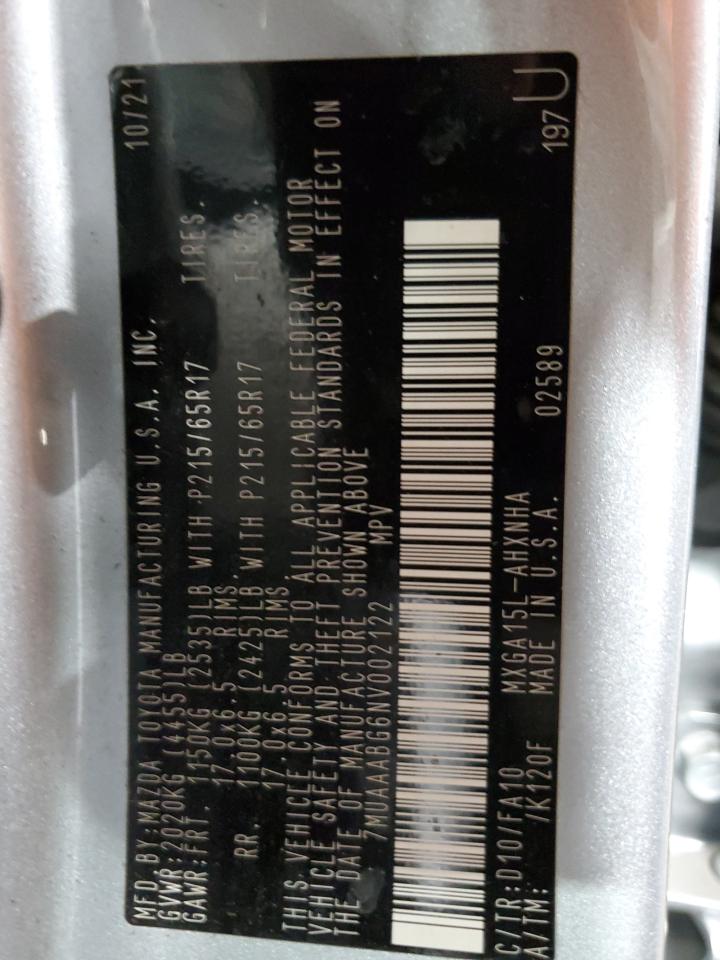 MFD.BY:MAZDA TOYOTA MANUFACTURING U.S.A. INC. 10/21
GVWR:2020KG (4455)LB
GAWR:FRT. 1150KG (2535)LB WITH P215/65R17 TIRES.
17.0x6.5 RIMS,
RR. 1100KG (2425)LB WITH P215/65R17 TIRES.
17.0x6.5 RIMS.
THIS VEHICLE CONFORMS TO ALL APPLICABLE FEDERAL MOTOR
VEHICLE SAFETY AND THEFT PREVENTION STANDARDS IN EFFECT ON
THE DATE OF MANUFACTURE SHOWN ABOVE
7MUAAABG6NV002122 MPV
C/TR:D10/FA10 MXGA15L-AHXNHA
A/TM: /K120F MADE IN U.S.A. 02589 197 U